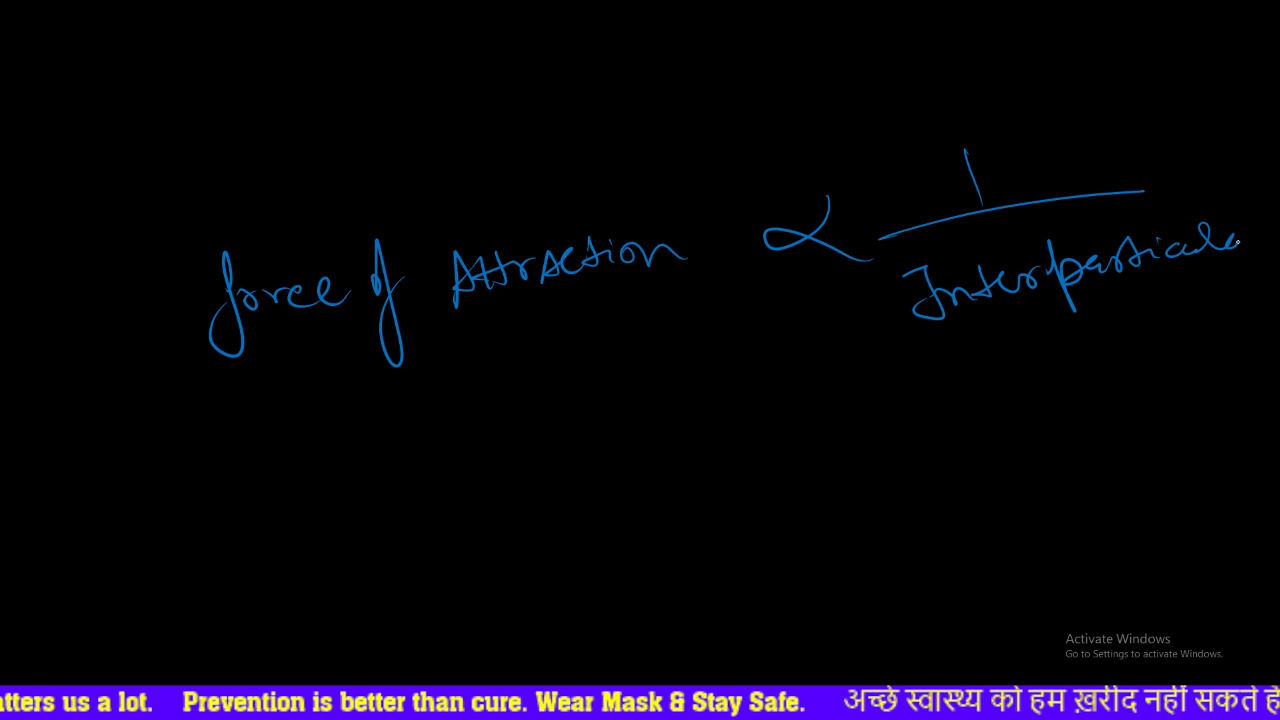 force of Attraction ∝ 1
Interparticale
Activate Windows
Go to Settings to activate Windows.
atters us a lot. Prevention is better than cure. Wear Mask & Stay Safe. अच्छे स्वास्थ्य को हम ख़रीद नहीं सकते है